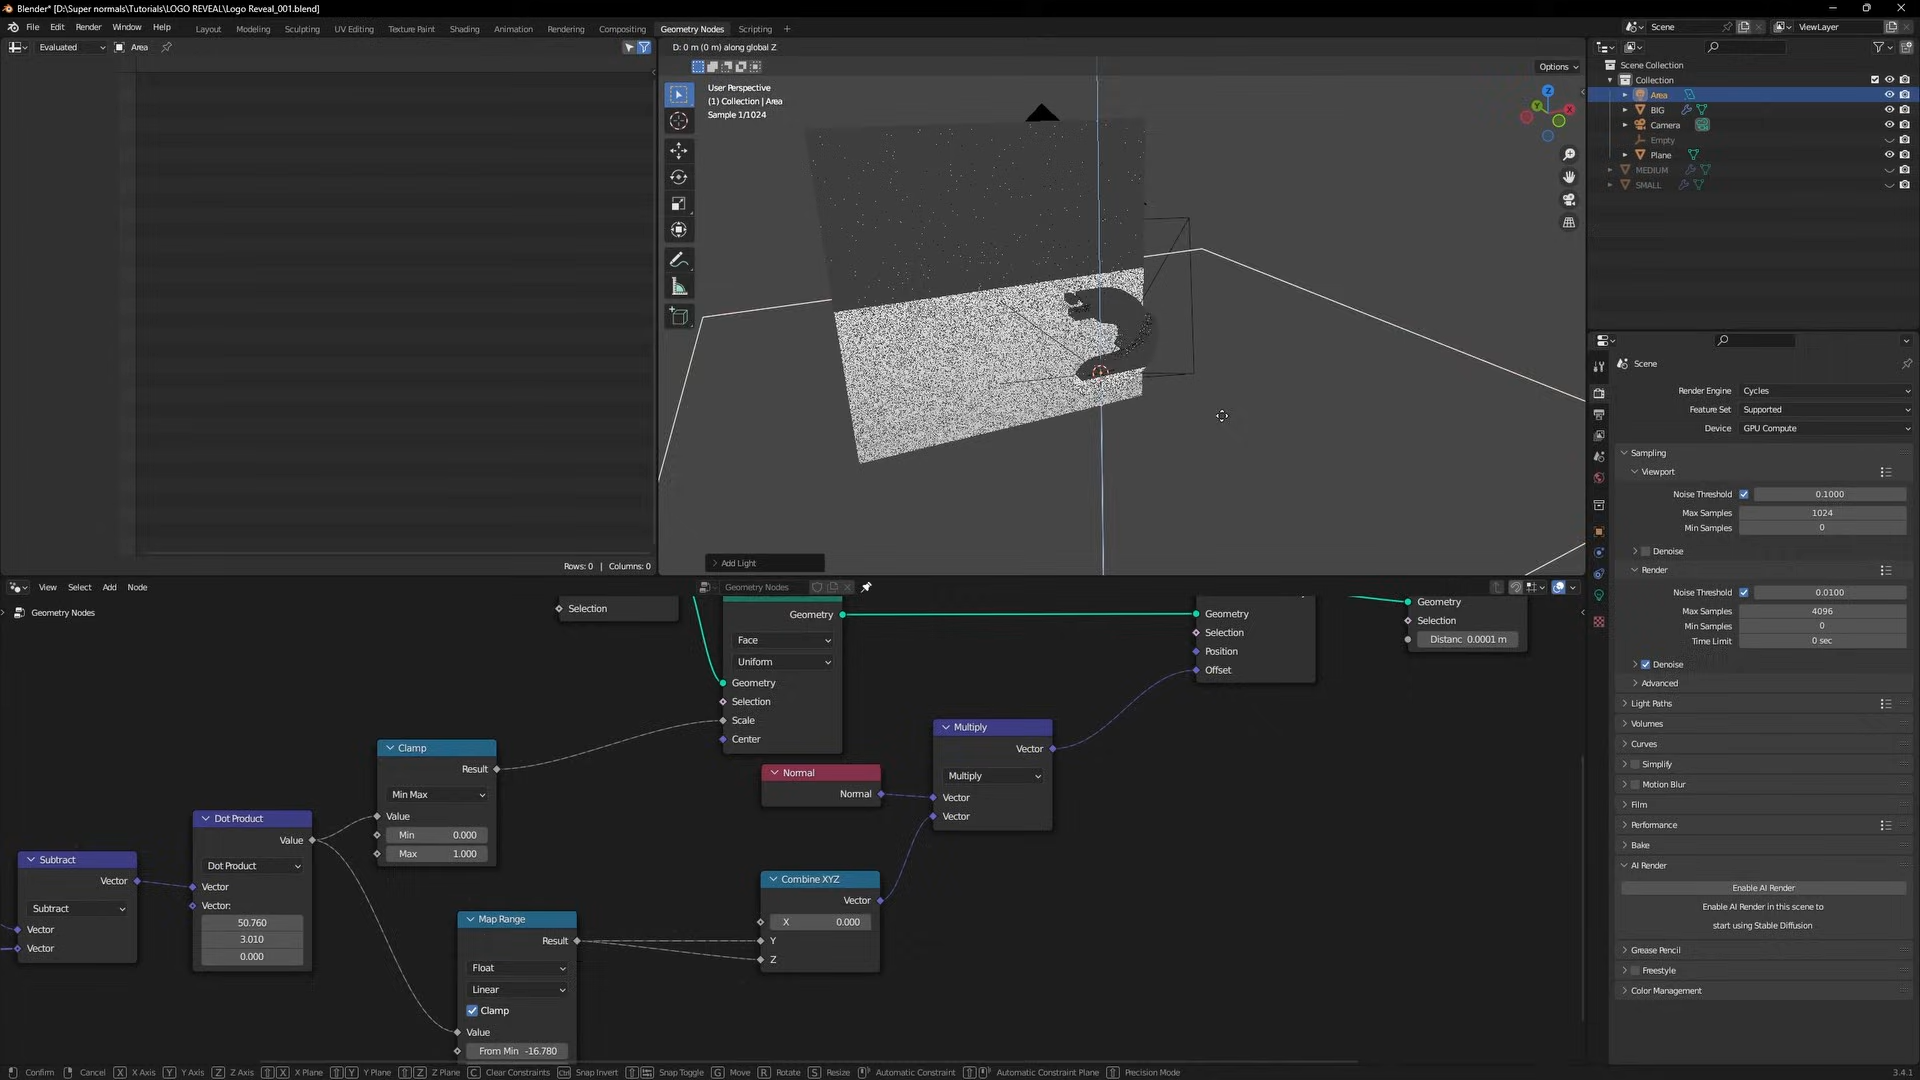 Blender* [D:\Super normals\Tutorials\LOGO REVEAL\Logo Reveal_001.blend]
File Edit Render Window Help
Layout Modeling Sculpting UV Editing Texture Paint Shading Animation Rendering Compositing Geometry Nodes Scripting +
Scene
ViewLayer
Evaluated
Area
D: 0 m (0 m) along global Z
Options
User Perspective
(1) Collection | Area
Sample 1/1024
Z
Y
X
Scene Collection
Collection
Area
BIG
Camera
Empty
Plane
MEDIUM
SMALL
Add Light
Rows: 0 | Columns: 0
Scene
Render Engine Cycles
Feature Set Supported
Device GPU Compute
Sampling
Viewport
Noise Threshold 0.1000
Max Samples 1024
Min Samples 0
Denoise
Render
Noise Threshold 0.0100
Max Samples 4096
Min Samples 0
Time Limit 0 sec
Denoise
Advanced
Light Paths
Volumes
Curves
Simplify
Motion Blur
Film
Performance
Bake
AI Render
Enable AI Render
Enable AI Render in this scene to
start using Stable Diffusion
Grease Pencil
Freestyle
Color Management
View Select Add Node
Geometry Nodes
Geometry Nodes
Selection
Geometry
Face
Uniform
Geometry
Selection
Scale
Center
Geometry
Selection
Position
Offset
Geometry
Selection
Distanc 0.0001 m
Multiply
Vector
Multiply
Vector
Vector
Normal
Normal
Clamp
Result
Min Max
Value
Min 0.000
Max 1.000
Dot Product
Value
Dot Product
Vector
Vector:
50.760
3.010
0.000
Subtract
Vector
Subtract
Vector
Vector
Combine XYZ
Vector
X 0.000
Y
Z
Map Range
Result
Float
Linear
Clamp
Value
From Min -16.780
Confirm Cancel X X Axis Y Y Axis Z Z Axis X X Plane Y Y Plane Z Z Plane C Clear Constraints Ctrl Snap Invert Snap Toggle G Move R Rotate S Resize Automatic Constraint Automatic Constraint Plane Precision Mode
3.4.1